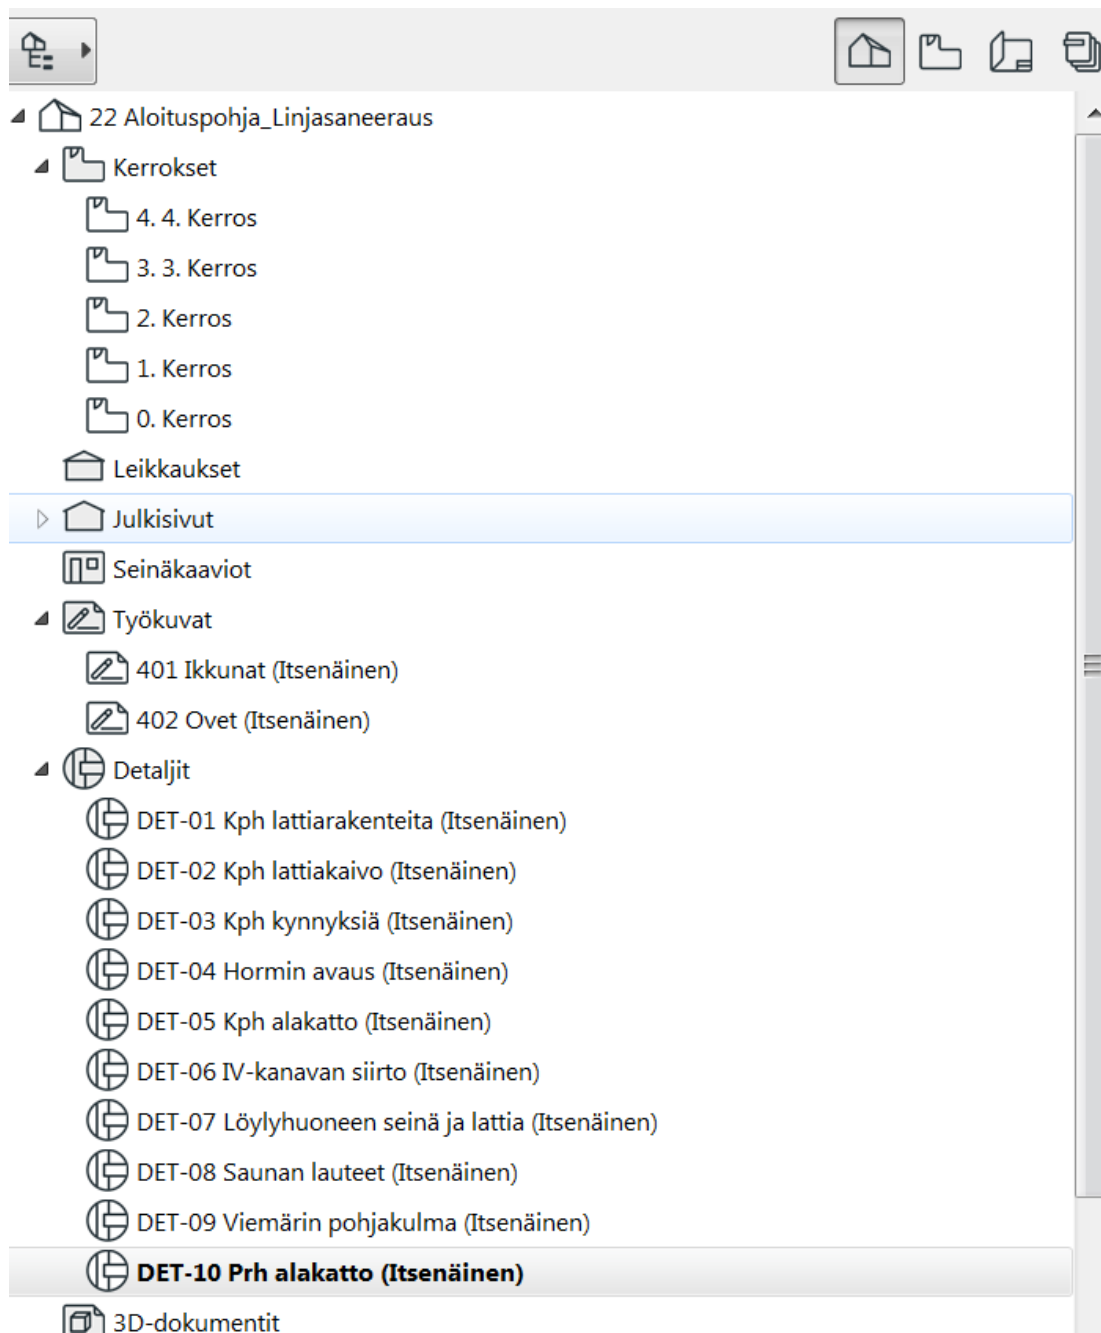 22 Aloituspohja_Linjasaneeraus
Kerrokset
4. 4. Kerros
3. 3. Kerros
2. Kerros
1. Kerros
0. Kerros
Leikkaukset
Julkisivut
Seinäkaaviot
Työkuvat
401 Ikkunat (Itsenäinen)
402 Ovet (Itsenäinen)
Detaljit
DET-01 Kph lattiarakenteita (Itsenäinen)
DET-02 Kph lattiakaivo (Itsenäinen)
DET-03 Kph kynnyksiä (Itsenäinen)
DET-04 Hormin avaus (Itsenäinen)
DET-05 Kph alakatto (Itsenäinen)
DET-06 IV-kanavan siirto (Itsenäinen)
DET-07 Löylyhuoneen seinä ja lattia (Itsenäinen)
DET-08 Saunan lauteet (Itsenäinen)
DET-09 Viemärin pohjakulma (Itsenäinen)
DET-10 Prh alakatto (Itsenäinen)
3D-dokumentit